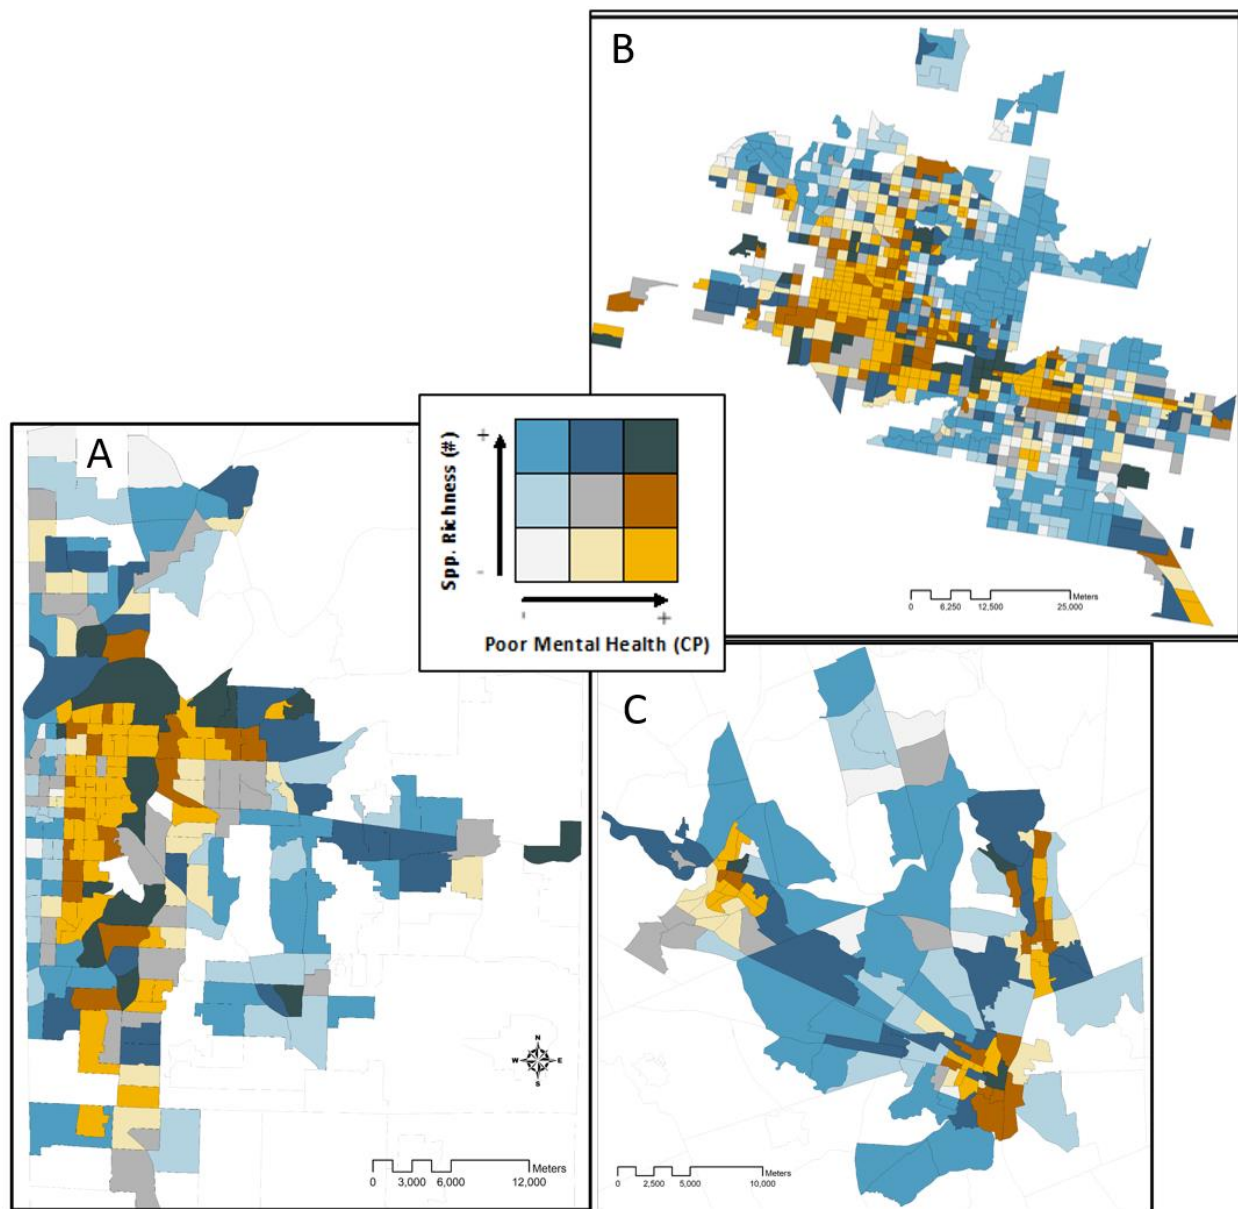 B
0 6,250 12,500 25,000 Meters
A
Spp. Richness (#)
+
-
- +
Poor Mental Health (CP)
C
N
W E
S
Meters
0 3,000 6,000 12,000
Meters
0 2,500 5,000 10,000